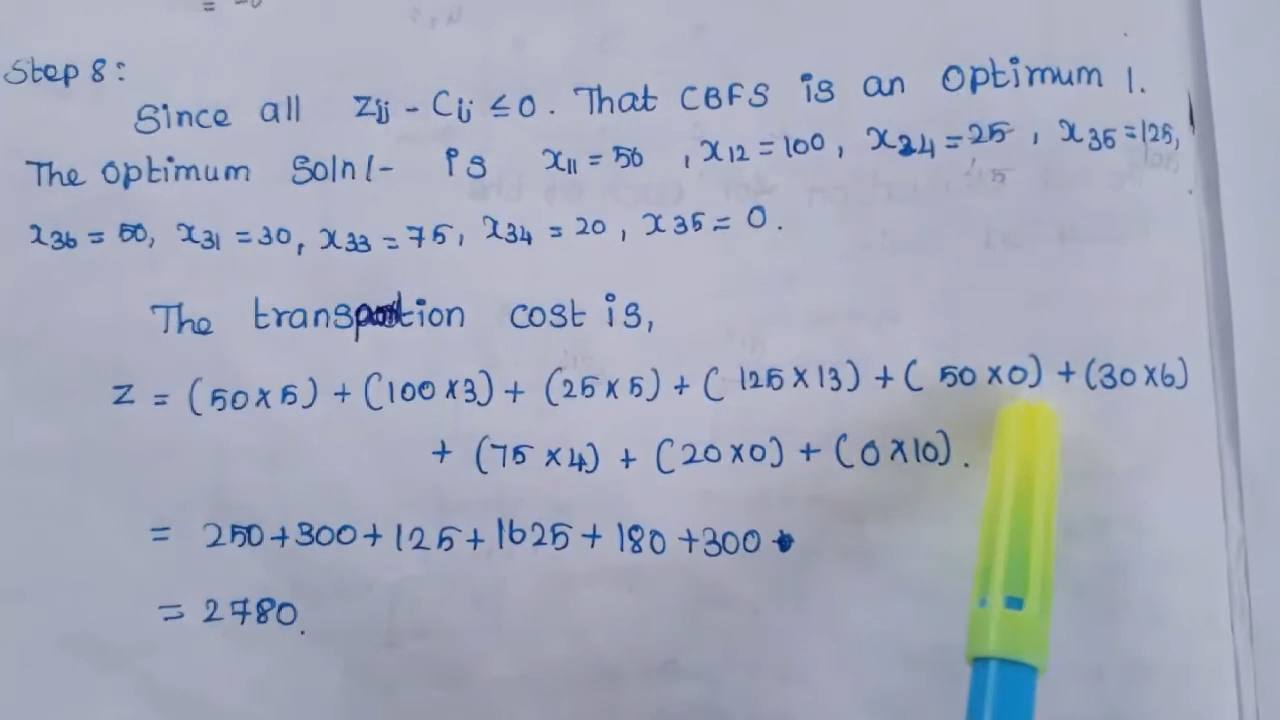 Step 8:
Since all Zij - Cij ≤ 0. That CBFS is an optimum 1.
The optimum soln/- is x11 = 50 , x12 = 100, x24 = 25 , x35 = 125,
x36 = 50, x31 = 30, x33 = 75, x34 = 20, x35 = 0.
The transportion cost is,
Z = (50 x 5) + (100 x 3) + (25 x 5) + ( 125 x 13) + ( 50 x 0) + (30 x 6)
+ (75 x 4) + (20 x 0) + (0 x 10).
= 250 + 300 + 125 + 1625 + 180 + 300
= 2780.